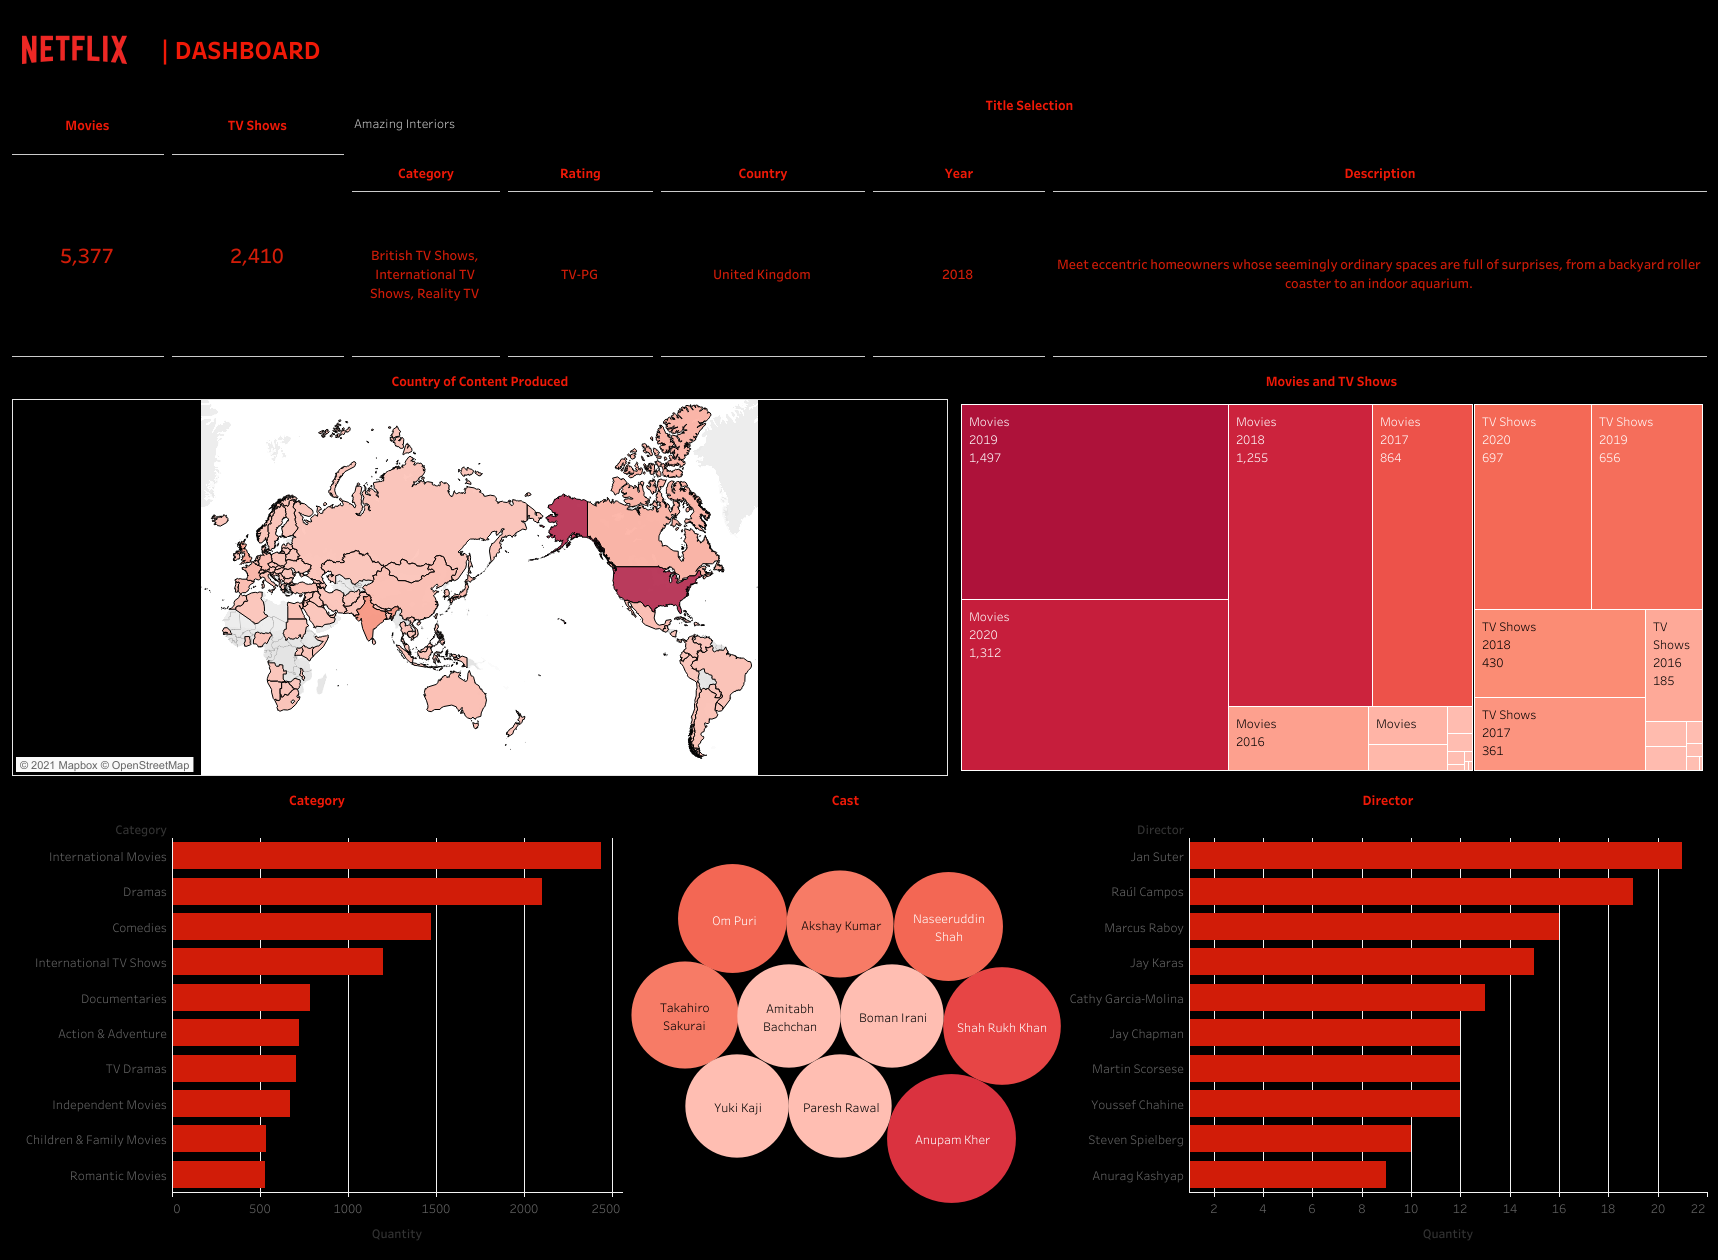 NETFLIX | DASHBOARD
Title Selection
Movies
TV Shows
Amazing Interiors
Category
Rating
Country
Year
Description
5,377
2,410
British TV Shows,
International TV
Shows, Reality TV
TV-PG
United Kingdom
2018
Meet eccentric homeowners whose seemingly ordinary spaces are full of surprises, from a backyard roller
coaster to an indoor aquarium.
Country of Content Produced
© 2021 Mapbox © OpenStreetMap
Movies and TV Shows
Movies
2019
1,497
Movies
2020
1,312
Movies
2018
1,255
Movies
2017
864
Movies
2016
Movies
TV Shows
2020
697
TV Shows
2019
656
TV Shows
2018
430
TV Shows
2017
361
TV
Shows
2016
185
Category
Category
International Movies
Dramas
Comedies
International TV Shows
Documentaries
Action & Adventure
TV Dramas
Independent Movies
Children & Family Movies
Romantic Movies
0 500 1000 1500 2000 2500
Quantity
Cast
Om Puri
Akshay Kumar
Naseeruddin
Shah
Takahiro
Sakurai
Amitabh
Bachchan
Boman Irani
Shah Rukh Khan
Yuki Kaji
Paresh Rawal
Anupam Kher
Director
Director
Jan Suter
Raúl Campos
Marcus Raboy
Jay Karas
Cathy Garcia-Molina
Jay Chapman
Martin Scorsese
Youssef Chahine
Steven Spielberg
Anurag Kashyap
2 4 6 8 10 12 14 16 18 20 22
Quantity